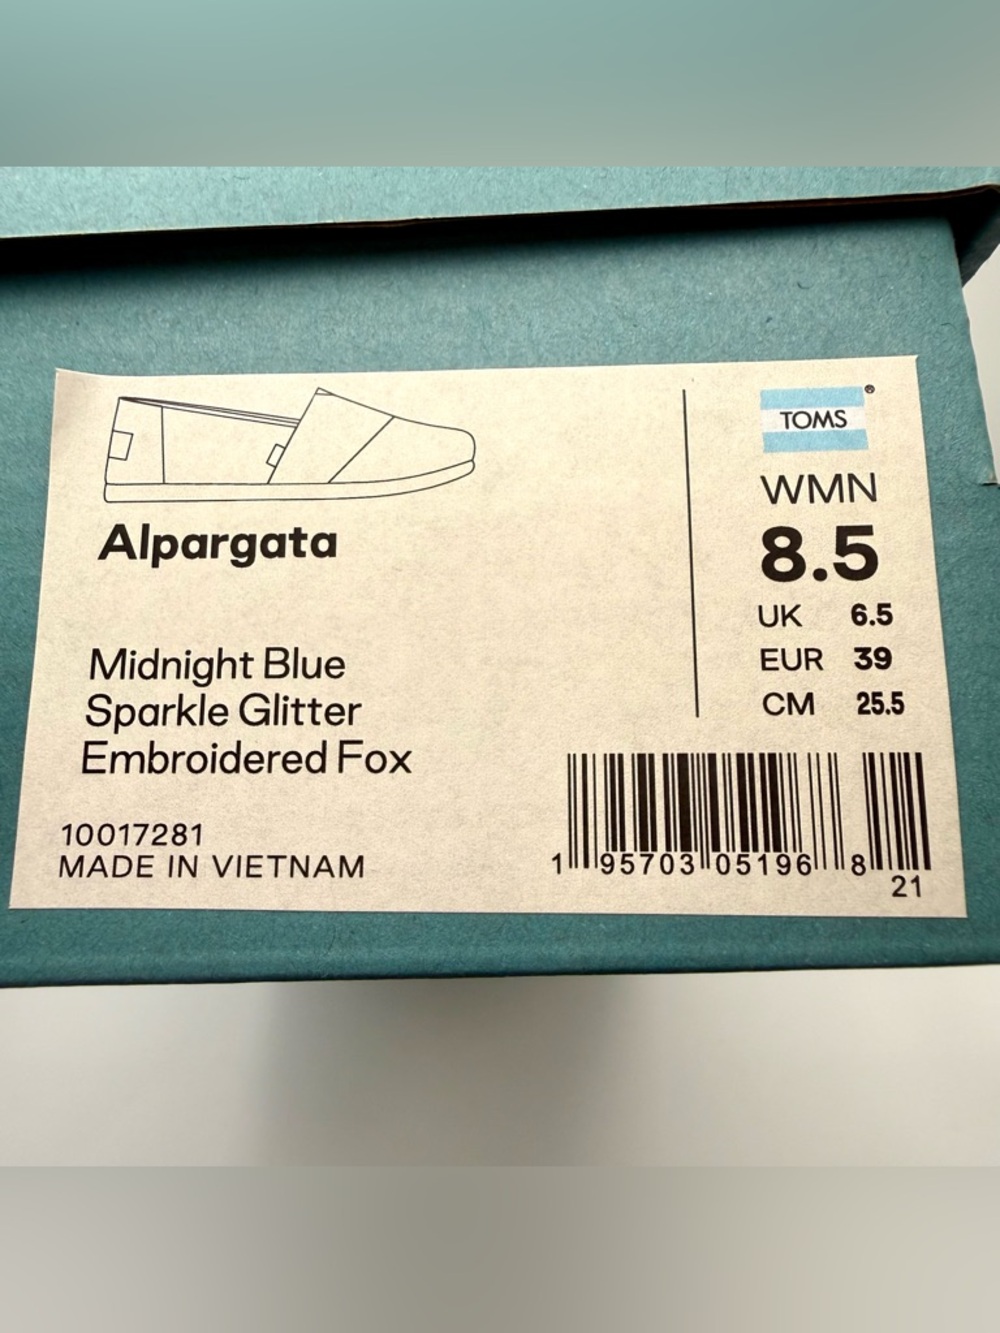 Alpargata
Midnight Blue
Sparkle Glitter
Embroidered Fox
10017281
MADE IN VIETNAM
TOMS®
WMN
8.5
UK 6.5
EUR 39
CM 25.5
1 95703 05196 8
21